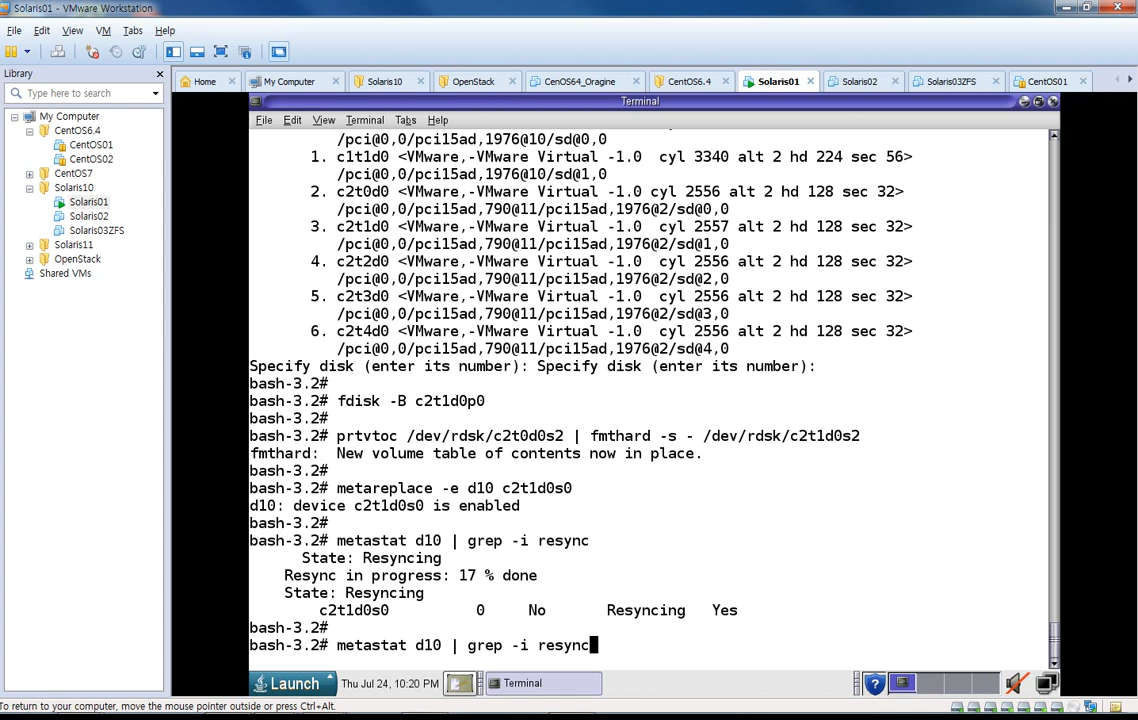 Solaris01 - VMware Workstation
File Edit View VM Tabs Help
Library
Type here to search
My Computer
CentOS6.4
CentOS01
CentOS02
CentOS7
Solaris10
Solaris01
Solaris02
Solaris03ZFS
Solaris11
OpenStack
Shared VMs
Home My Computer Solaris10 OpenStack CenOS64_Oragine CentOS6.4 Solaris01 Solaris02 Solaris03ZFS CentOS01
Terminal
File Edit View Terminal Tabs Help
/pci@0,0/pci15ad,1976@10/sd@0,0
1. c1t1d0 <VMware,-VMware Virtual -1.0  cyl 3340 alt 2 hd 224 sec 56>
/pci@0,0/pci15ad,1976@10/sd@1,0
2. c2t0d0 <VMware,-VMware Virtual -1.0 cyl 2556 alt 2 hd 128 sec 32>
/pci@0,0/pci15ad,790@11/pci15ad,1976@2/sd@0,0
3. c2t1d0 <VMware,-VMware Virtual -1.0  cyl 2557 alt 2 hd 128 sec 32>
/pci@0,0/pci15ad,790@11/pci15ad,1976@2/sd@1,0
4. c2t2d0 <VMware,-VMware Virtual -1.0  cyl 2556 alt 2 hd 128 sec 32>
/pci@0,0/pci15ad,790@11/pci15ad,1976@2/sd@2,0
5. c2t3d0 <VMware,-VMware Virtual -1.0  cyl 2556 alt 2 hd 128 sec 32>
/pci@0,0/pci15ad,790@11/pci15ad,1976@2/sd@3,0
6. c2t4d0 <VMware,-VMware Virtual -1.0  cyl 2556 alt 2 hd 128 sec 32>
/pci@0,0/pci15ad,790@11/pci15ad,1976@2/sd@4,0
Specify disk (enter its number): Specify disk (enter its number):
bash-3.2#
bash-3.2# fdisk -B c2t1d0p0
bash-3.2#
bash-3.2# prtvtoc /dev/rdsk/c2t0d0s2 | fmthard -s - /dev/rdsk/c2t1d0s2
fmthard:  New volume table of contents now in place.
bash-3.2#
bash-3.2# metareplace -e d10 c2t1d0s0
d10: device c2t1d0s0 is enabled
bash-3.2#
bash-3.2# metastat d10 | grep -i resync
State: Resyncing
Resync in progress: 17 % done
State: Resyncing
c2t1d0s0 0 No Resyncing Yes
bash-3.2#
bash-3.2# metastat d10 | grep -i resync
Launch Thu Jul 24, 10:20 PM Terminal
To return to your computer, move the mouse pointer outside or press Ctrl+Alt.